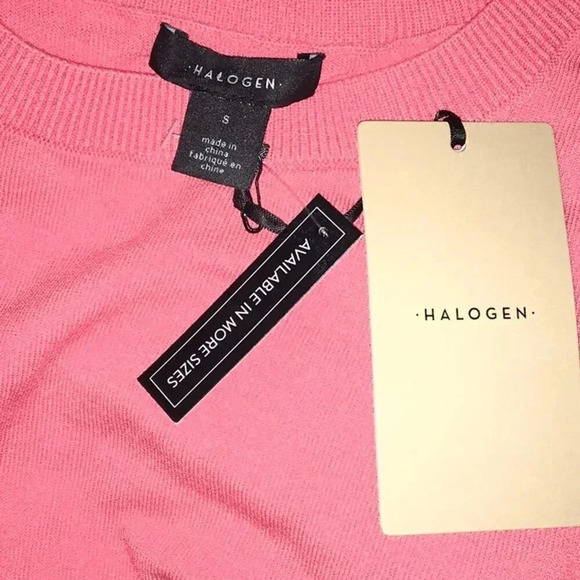 ·HALOGEN·
S
made in
china
fabriqué en
chine
AVAILABLE IN MORE SIZES
·HALOGEN·